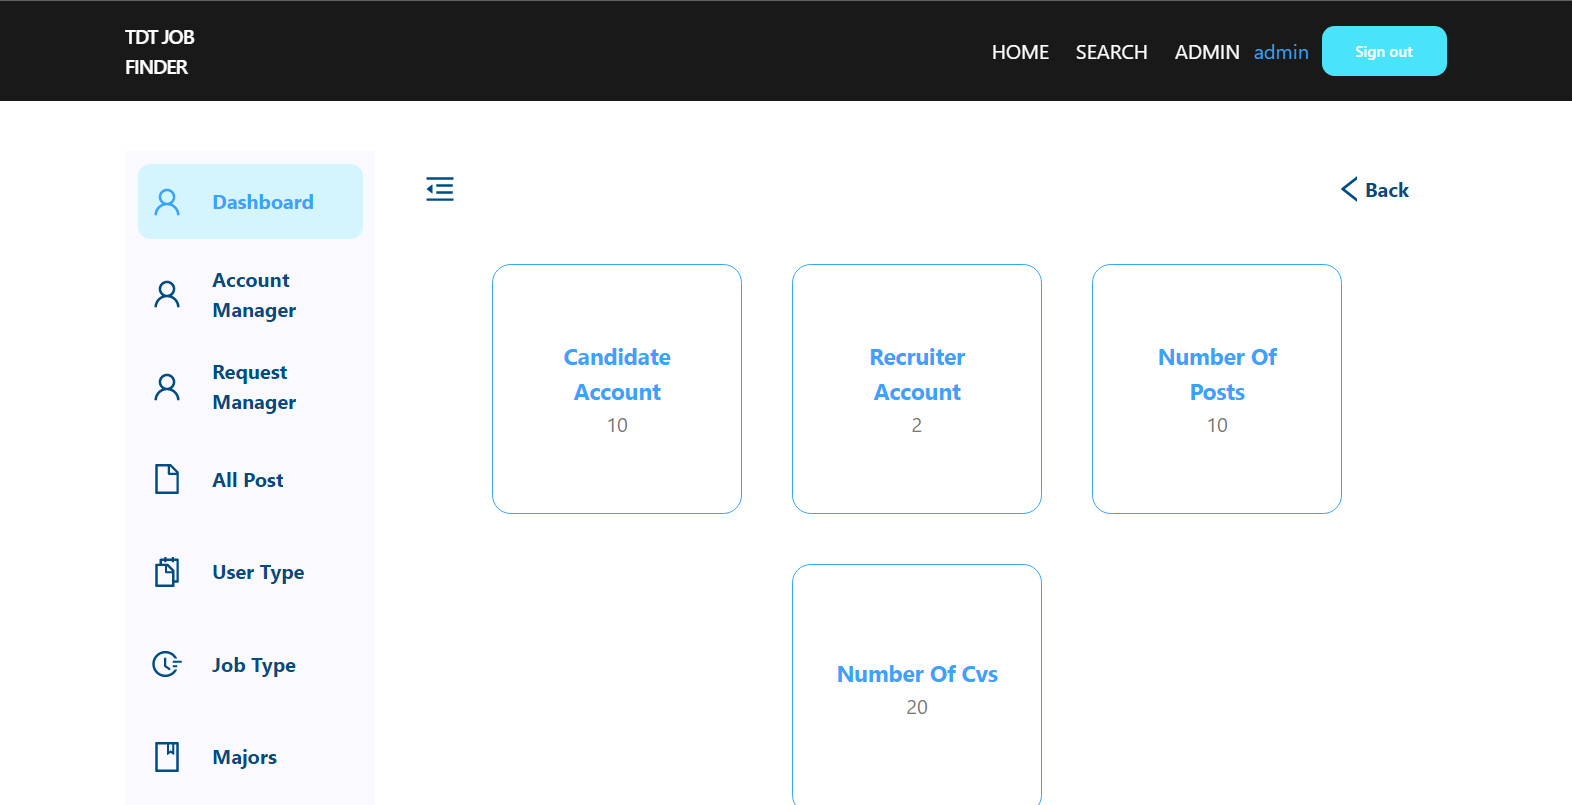 TDT JOB
FINDER
HOME SEARCH ADMIN admin Sign out
Dashboard
Account
Manager
Request
Manager
All Post
User Type
Job Type
Majors
Back
Candidate
Account
10
Recruiter
Account
2
Number Of
Posts
10
Number Of Cvs
20